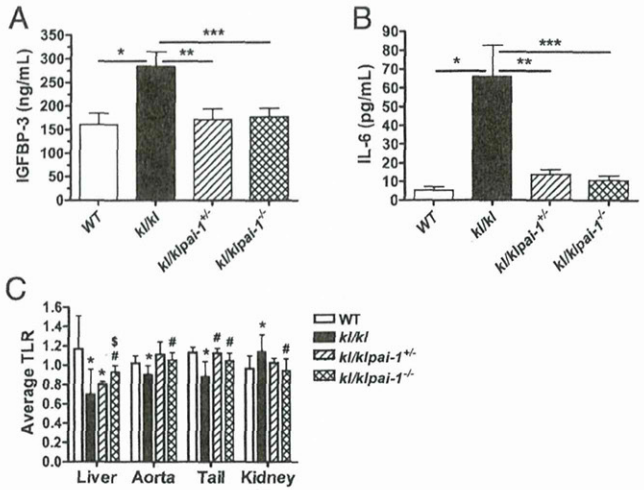 A
IGFBP-3 (ng/mL)
350
300
250
200
150
100
50
0
*
**
***
WT
kl/kl
kl/klpai-1+/-
kl/klpai-1-/-
B
IL-6 (pg/mL)
90
80
70
60
50
40
30
20
10
0
*
**
***
WT
kl/kl
kl/klpai-1+/-
kl/klpai-1-/-
C
Average TLR
1.6
1.4
1.2
1.0
0.8
0.6
0.4
0.2
0.0
* * $ #
* #
* # #
* #
Liver Aorta Tail Kidney
WT
kl/kl
kl/klpai-1+/-
kl/klpai-1-/-